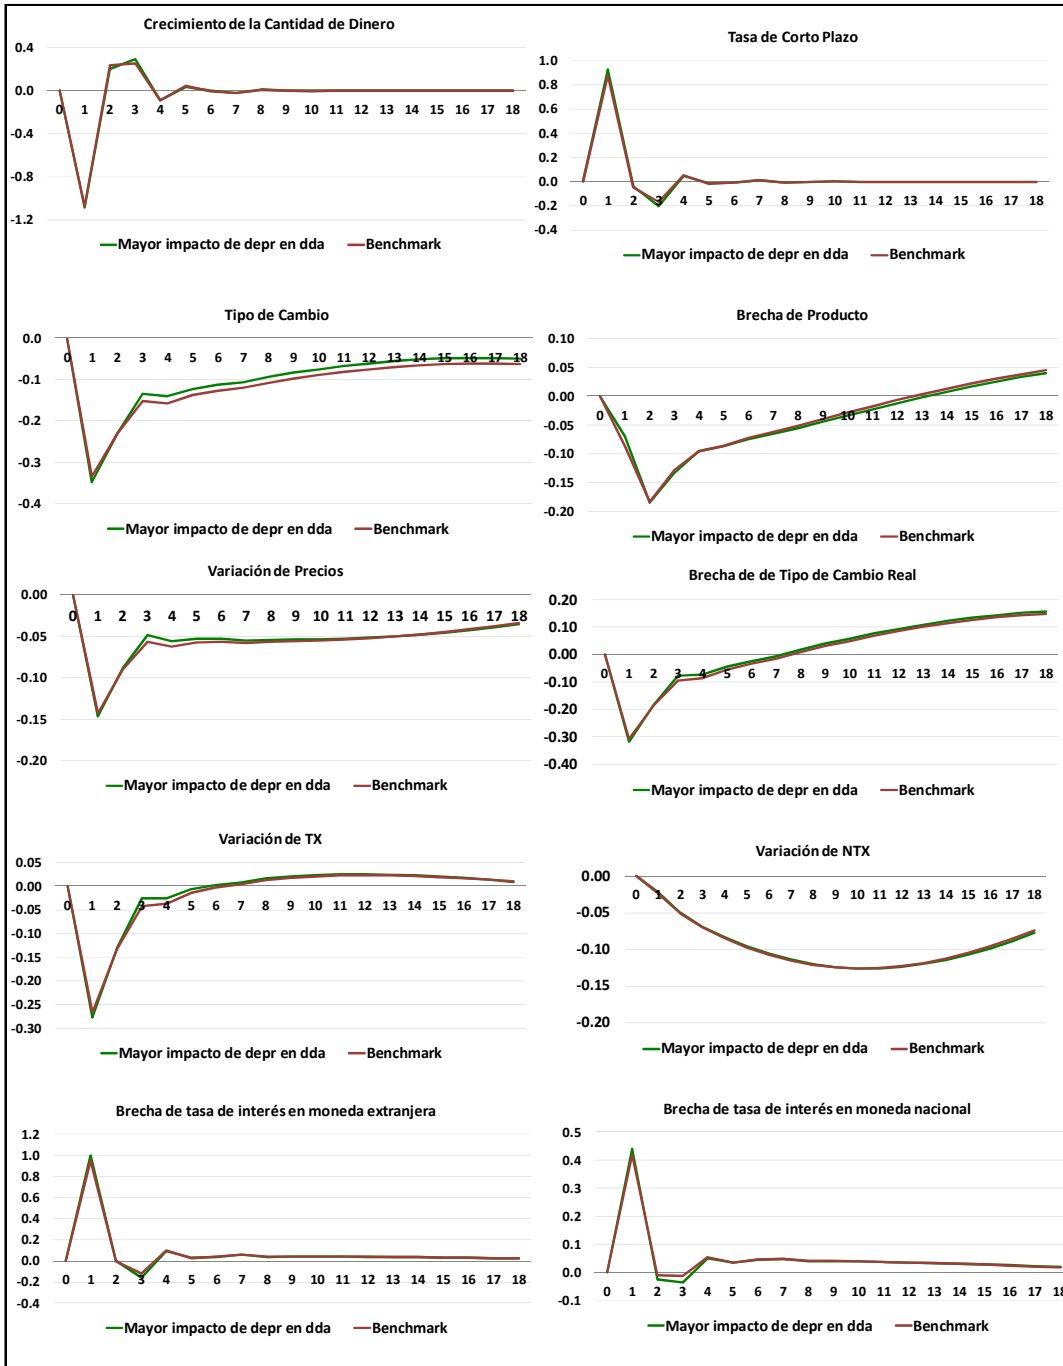 Crecimiento de la Cantidad de Dinero
0.4
0.0
-0.4
-0.8
-1.2
0 1 2 3 4 5 6 7 8 9 10 11 12 13 14 15 16 17 18
Mayor impacto de depr en dda Benchmark
Tasa de Corto Plazo
1.0
0.8
0.6
0.4
0.2
0.0
-0.2
-0.4
0 1 2 3 4 5 6 7 8 9 10 11 12 13 14 15 16 17 18
Mayor impacto de depr en dda Benchmark
Tipo de Cambio
0.0
-0.1
-0.2
-0.3
-0.4
0 1 2 3 4 5 6 7 8 9 10 11 12 13 14 15 16 17 18
Mayor impacto de depr en dda Benchmark
Brecha de Producto
0.10
0.05
0.00
-0.05
-0.10
-0.15
-0.20
0 1 2 3 4 5 6 7 8 9 10 11 12 13 14 15 16 17 18
Mayor impacto de depr en dda Benchmark
Variación de Precios
0.00
-0.05
-0.10
-0.15
-0.20
0 1 2 3 4 5 6 7 8 9 10 11 12 13 14 15 16 17 18
Mayor impacto de depr en dda Benchmark
Brecha de de Tipo de Cambio Real
0.20
0.10
0.00
-0.10
-0.20
-0.30
-0.40
0 1 2 3 4 5 6 7 8 9 10 11 12 13 14 15 16 17 18
Mayor impacto de depr en dda Benchmark
Variación de TX
0.05
0.00
-0.05
-0.10
-0.15
-0.20
-0.25
-0.30
0 1 2 3 4 5 6 7 8 9 10 11 12 13 14 15 16 17 18
Mayor impacto de depr en dda Benchmark
Variación de NTX
0.00
-0.05
-0.10
-0.15
-0.20
0 1 2 3 4 5 6 7 8 9 10 11 12 13 14 15 16 17 18
Mayor impacto de depr en dda Benchmark
Brecha de tasa de interés en moneda extranjera
1.2
1.0
0.8
0.6
0.4
0.2
0.0
-0.2
-0.4
0 1 2 3 4 5 6 7 8 9 10 11 12 13 14 15 16 17 18
Mayor impacto de depr en dda Benchmark
Brecha de tasa de interés en moneda nacional
0.5
0.4
0.3
0.2
0.1
0.0
-0.1
0 1 2 3 4 5 6 7 8 9 10 11 12 13 14 15 16 17 18
Mayor impacto de depr en dda Benchmark